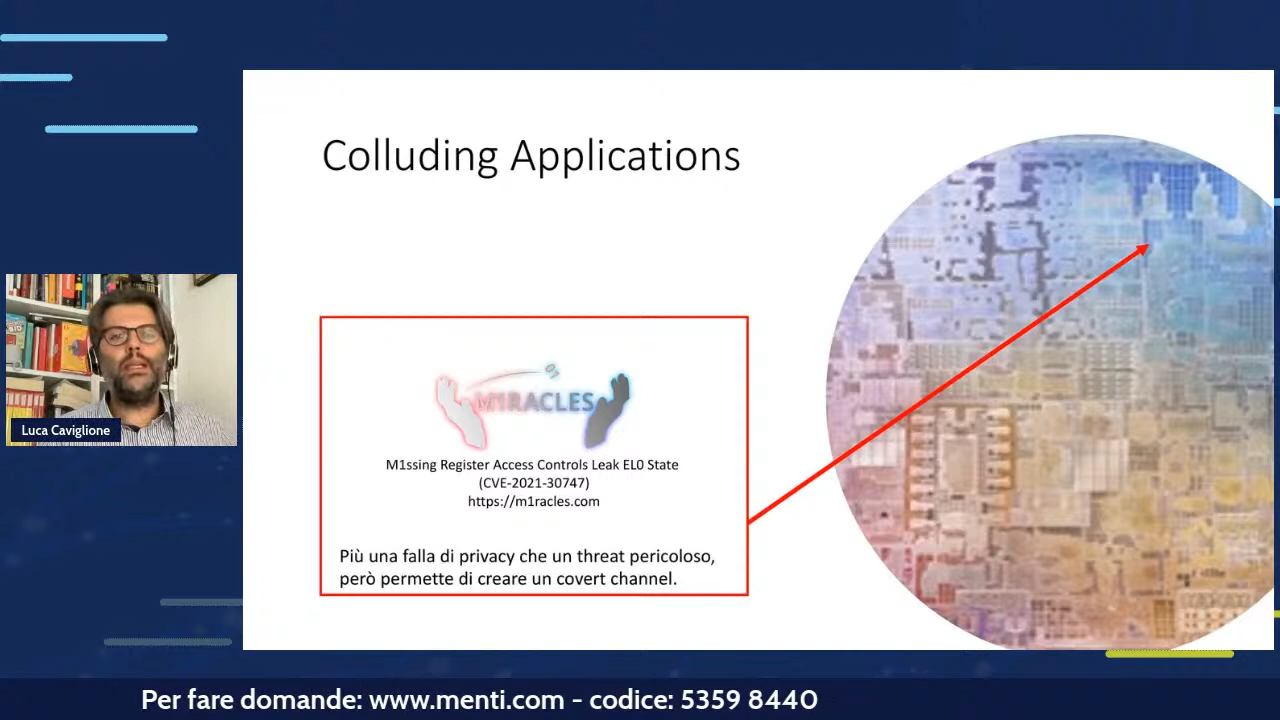 Colluding Applications
M1RACLES
M1ssing Register Access Controls Leak EL0 State
(CVE-2021-30747)
https://m1racles.com
Più una falla di privacy che un threat pericoloso,
però permette di creare un covert channel.
Luca Caviglione
Per fare domande: www.menti.com - codice: 5359 8440